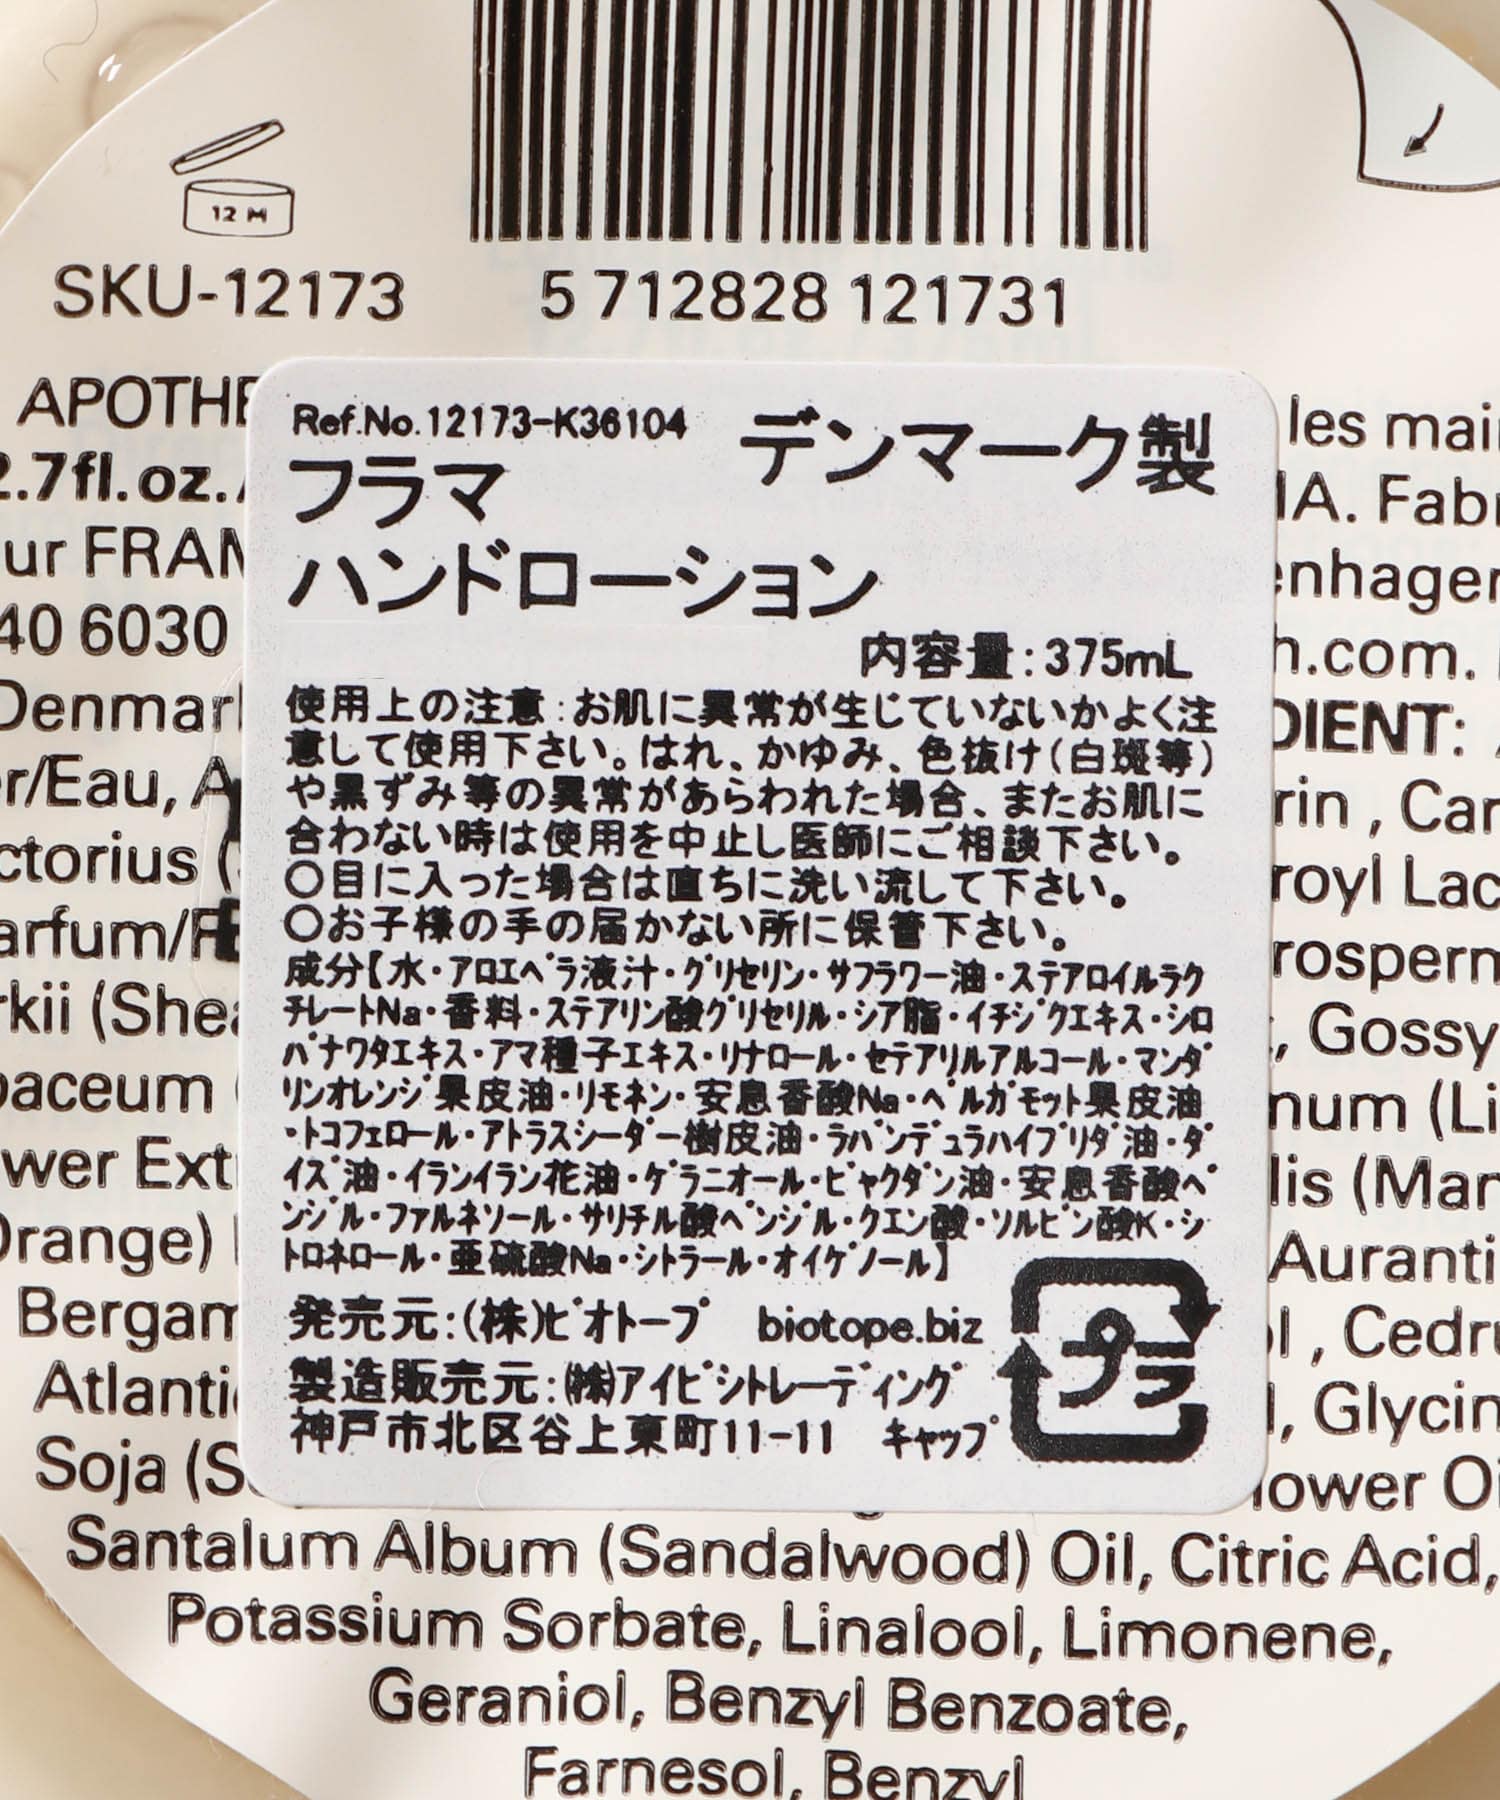 12 M
SKU-12173
5 712828 121731
APOTHE
les mai
2.7fl.oz.
IA. Fab
ur FRAM
enhagen
40 6030
h.com.
Denmark
DIENT:
r/Eau, A
rin , Car
ctorius (
royl Lac
arfum/F
rosperm
rkii (Shea
, Gossy
baceum
num (Li
wer Ext
lis (Man
Orange)
Auranti
Bergam
l , Cedru
Atlantic
l, Glycin
Soja (S
lower Oi
Santalum Album (Sandalwood) Oil, Citric Acid,
Potassium Sorbate, Linalool, Limonene,
Geraniol, Benzyl Benzoate,
Farnesol, Benzyl
Ref.No.12173-K36104
デンマーク製
フラマ
ハンドローション
内容量:375mL
使用上の注意:お肌に異常が生じていないかよく注
意して使用下さい。はれ、かゆみ、色抜け(白斑等)
や黒ずみ等の異常があらわれた場合、またお肌に
合わない時は使用を中止し医師にご相談下さい。
○目に入った場合は直ちに洗い流して下さい。
○お子様の手の届かない所に保管下さい。
成分【水・アロエベラ液汁・グリセリン・サフラワー油・ステアロイルラク
チレートNa・香料・ステアリン酸グリセリル・シア脂・イチジクエキス・シロ
バナワタエキス・アマ種子エキス・リナロール・セテアリルアルコール・マンダ
リンオレンジ果皮油・リモネン・安息香酸Na・ベルガモット果皮油
・トコフェロール・アトラスシーダー樹皮油・ラバンデュラハイブリダ油・ダ
イズ油・イランイラン花油・ゲラニオール・ビャクダン油・安息香酸ベ
ンジル・ファルネソール・サリチル酸ベンジル・クエン酸・ソルビン酸K・シ
トロネロール・亜硫酸Na・シトラール・オイゲノール】
発売元:(株)ビオトープ biotope.biz
製造販売元:㈱アイビシトレーディング
神戸市北区谷上東町11-11 キャップ
プラ